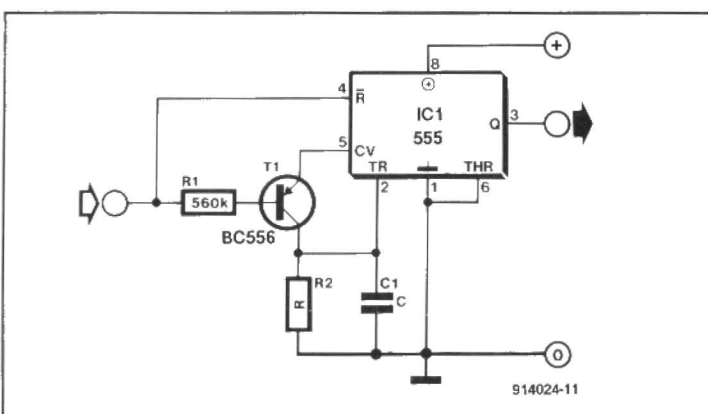 +
8
4
R̅
⊕
IC1
Q
3
555
5
CV
T1
TR
THR
2
1
6
R1
560k
BC556
R2
R
C1
C
0
914024-11